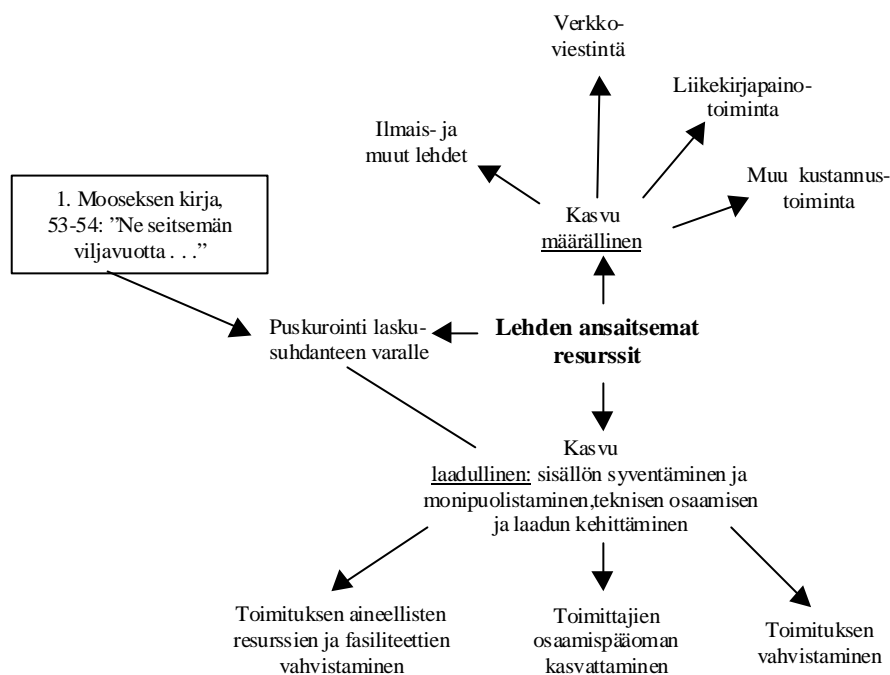 Verkko-
viestintä
Liikekirjapaino-
toiminta
Ilmais- ja
muut lehdet
Muu kustannus-
toiminta
1. Mooseksen kirja,
53-54: ”Ne seitsemän
viljavuotta . . .”
Kasvu
määrällinen
Puskurointi lasku-
suhdanteen varalle
Lehden ansaitsemat
resurssit
Kasvu
laadullinen: sisällön syventäminen ja
monipuolistaminen,teknisen osaamisen
ja laadun kehittäminen
Toimituksen aineellisten
resurssien ja fasiliteettien
vahvistaminen
Toimittajien
osaamispääoman
kasvattaminen
Toimituksen
vahvistaminen